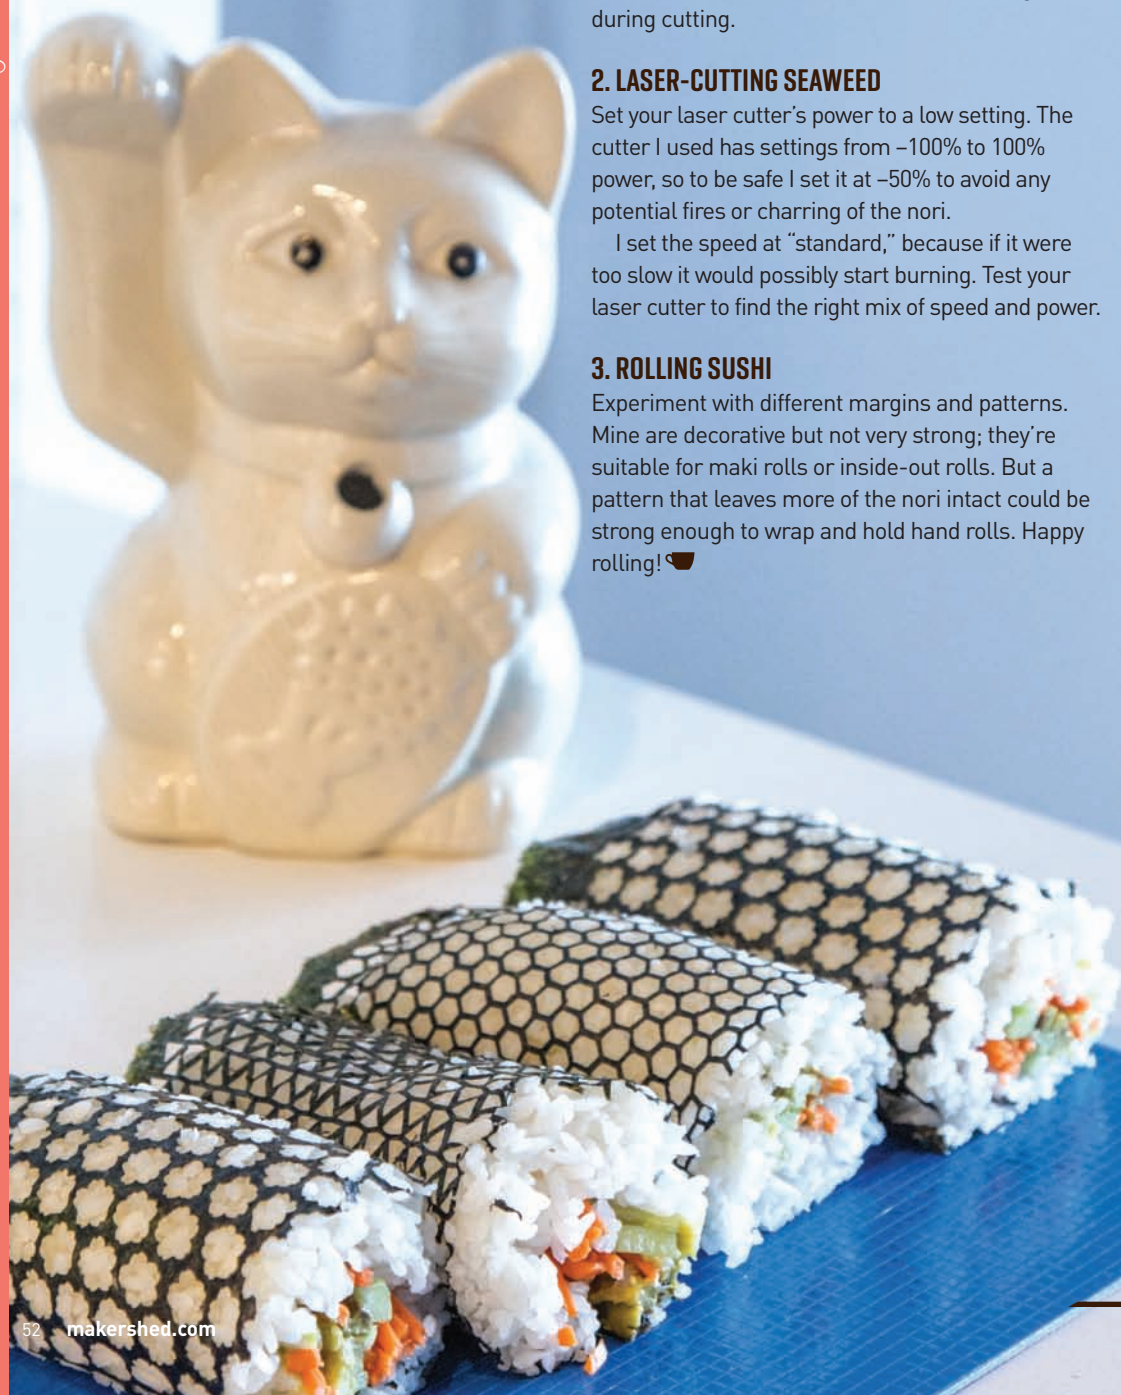 during cutting.
2. LASER-CUTTING SEAWEED
Set your laser cutter’s power to a low setting. The
cutter I used has settings from –100% to 100%
power, so to be safe I set it at –50% to avoid any
potential fires or charring of the nori.
I set the speed at “standard,” because if it were
too slow it would possibly start burning. Test your
laser cutter to find the right mix of speed and power.
3. ROLLING SUSHI
Experiment with different margins and patterns.
Mine are decorative but not very strong; they’re
suitable for maki rolls or inside-out rolls. But a
pattern that leaves more of the nori intact could be
strong enough to wrap and hold hand rolls. Happy
rolling!
52 makershed.com